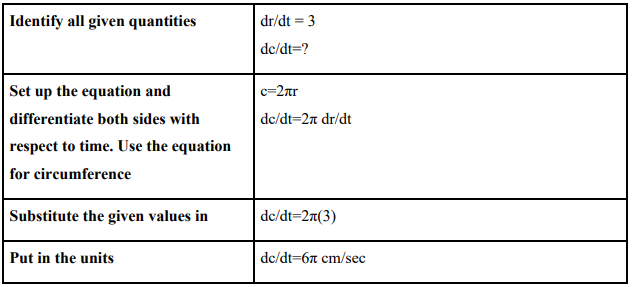 Identify all given quantities
dr/dt = 3
dc/dt=?
Set up the equation and
differentiate both sides with
respect to time. Use the equation
for circumference
c=2πr
dc/dt=2π dr/dt
Substitute the given values in
dc/dt=2π(3)
Put in the units
dc/dt=6π cm/sec